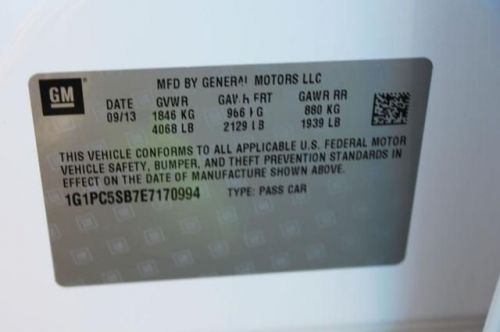 GM
MFD BY GENERAL MOTORS LLC
DATE GVWR GAWR FRT GAWR RR
09/13 1846 KG 966 KG 880 KG
4068 LB 2129 LB 1939 LB
THIS VEHICLE CONFORMS TO ALL APPLICABLE U.S. FEDERAL MOTOR
VEHICLE SAFETY, BUMPER, AND THEFT PREVENTION STANDARDS IN
EFFECT ON THE DATE OF MANUFACTURE SHOWN ABOVE.
1G1PC5SB7E7170994 TYPE: PASS CAR